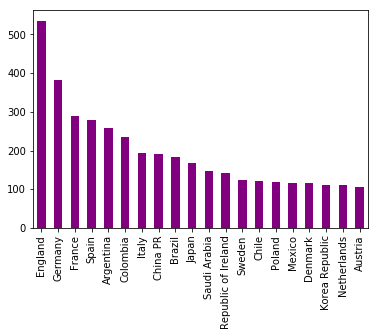 500
400
300
200
100
0
England
Germany
France
Spain
Argentina
Colombia
Italy
China PR
Brazil
Japan
Saudi Arabia
Republic of Ireland
Sweden
Chile
Poland
Mexico
Denmark
Korea Republic
Netherlands
Austria